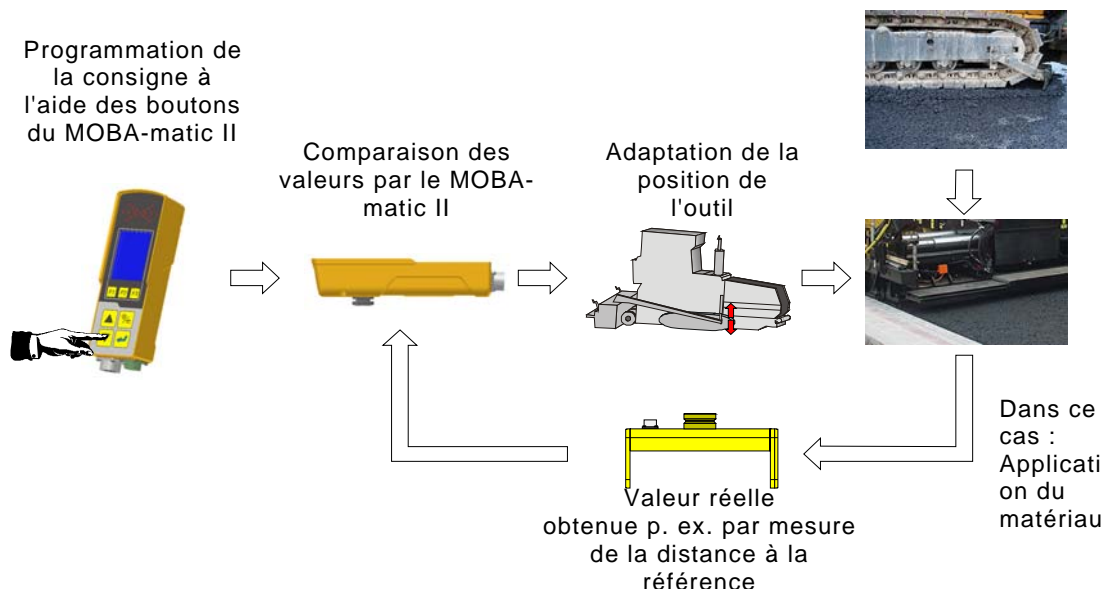 Programmation de
la consigne à
l'aide des boutons
du MOBA-matic II
Comparaison des
valeurs par le MOBA-
matic II
Adaptation de la
position de
l'outil
Dans ce
cas :
Applicati
on du
matériau
Valeur réelle
obtenue p. ex. par mesure
de la distance à la
référence